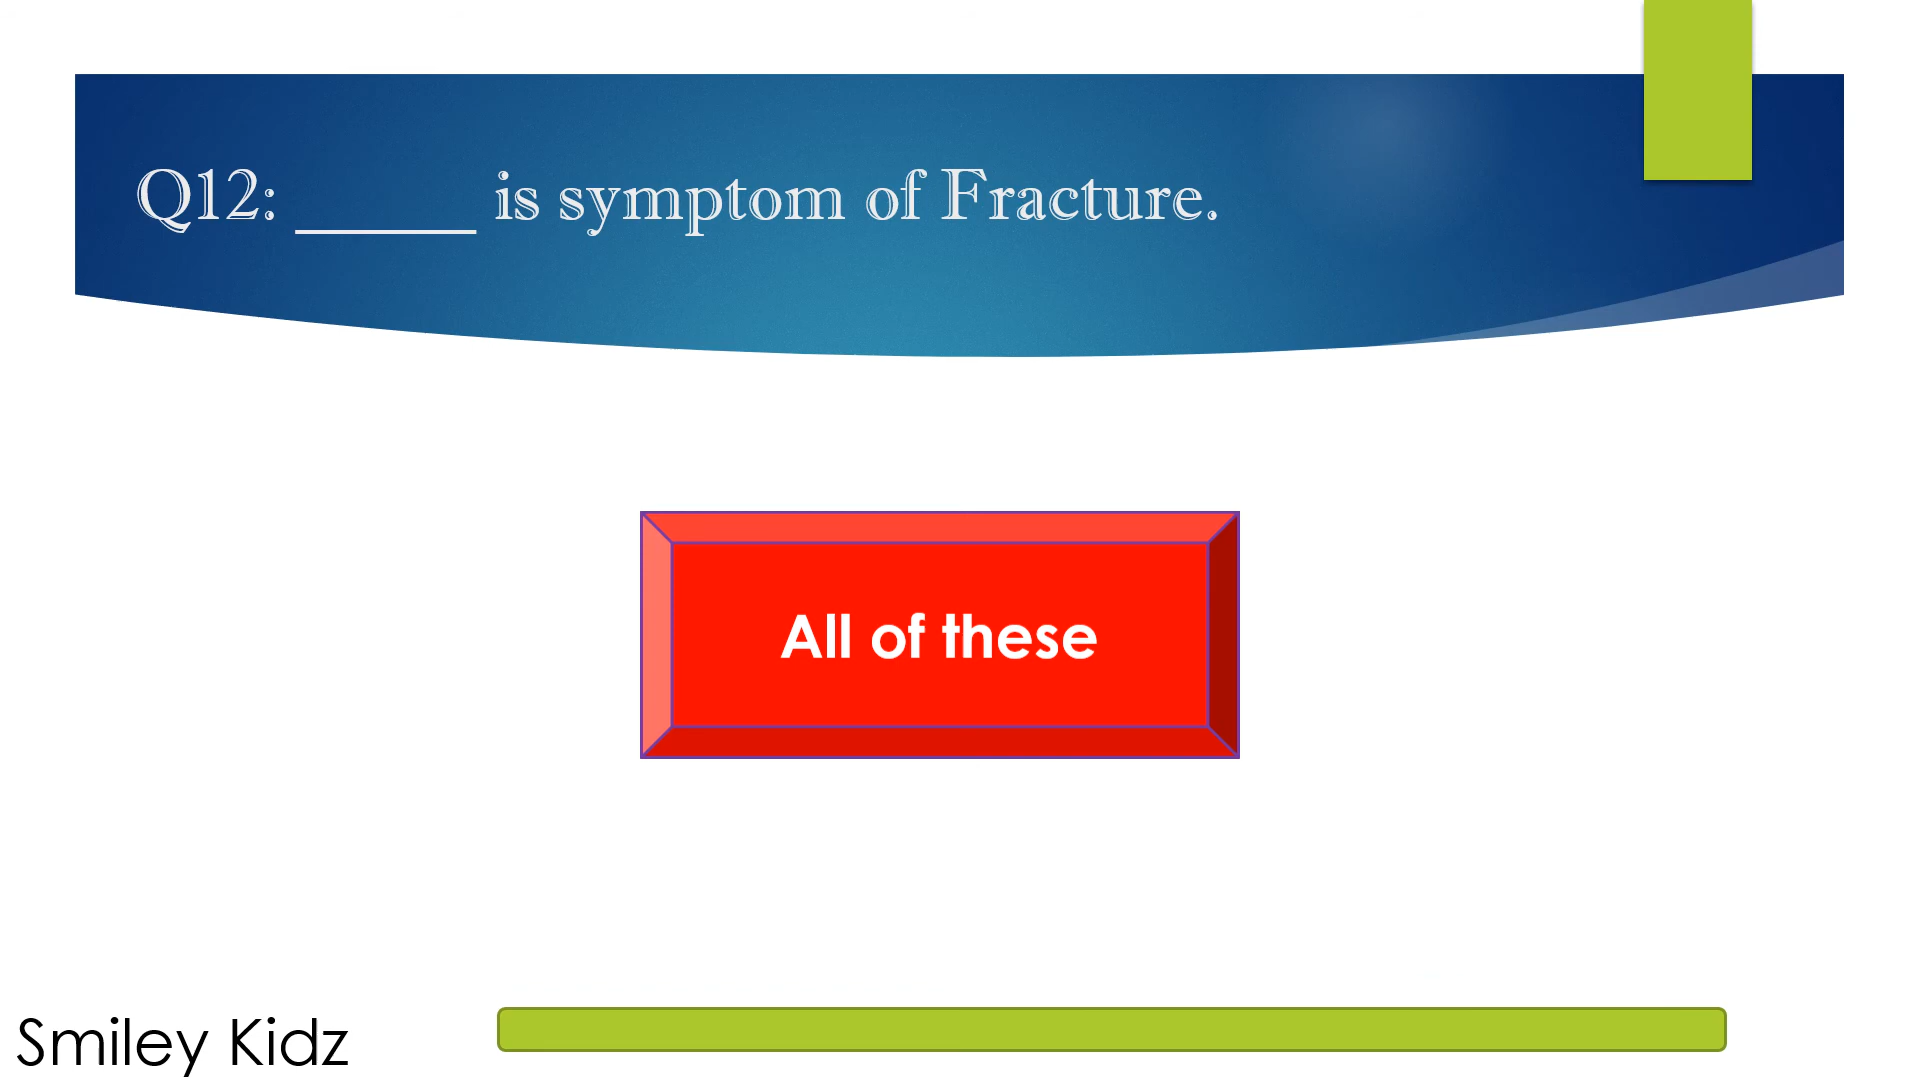 Q12: _____ is symptom of Fracture.
All of these
Smiley Kidz